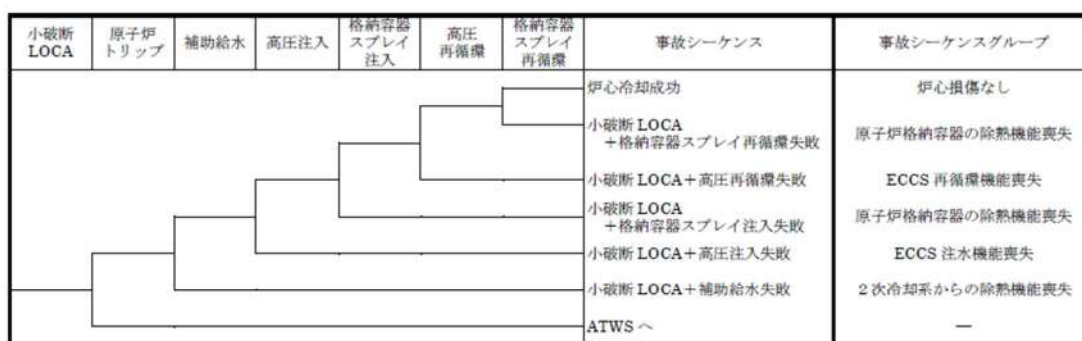 小破断
LOCA
原子炉
トリップ
補助給水
高圧注入
格納容器
スプレイ
注入
高圧
再循環
格納容器
スプレイ
再循環
事故シーケンス
事故シーケンスグループ
炉心冷却成功
炉心損傷なし
小破断 LOCA
+格納容器スプレイ再循環失敗
原子炉格納容器の除熱機能喪失
小破断 LOCA+高圧再循環失敗
ECCS 再循環機能喪失
小破断 LOCA
+格納容器スプレイ注入失敗
原子炉格納容器の除熱機能喪失
小破断 LOCA+高圧注入失敗
ECCS 注水機能喪失
小破断 LOCA+補助給水失敗
2次冷却系からの除熱機能喪失
ATWS へ
―